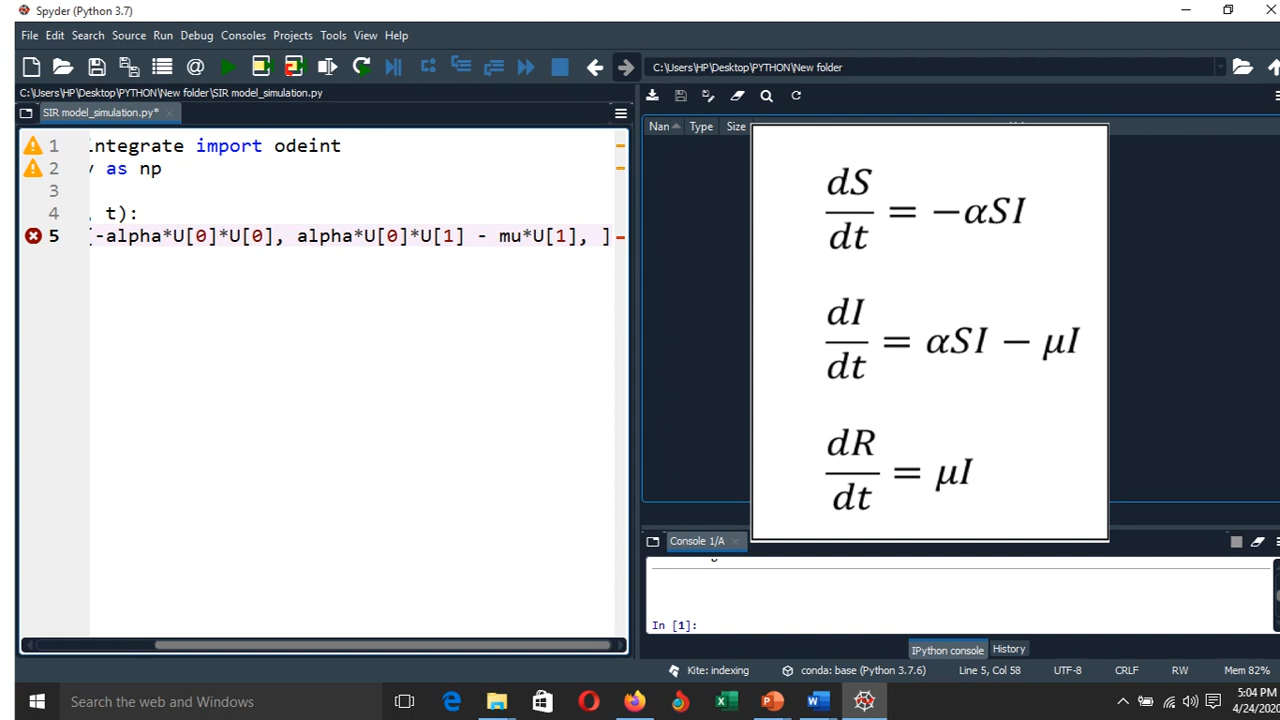 Spyder (Python 3.7)
File Edit Search Source Run Debug Consoles Projects Tools View Help
C:\Users\HP\Desktop\PYTHON\New folder
C:\Users\HP\Desktop\PYTHON\New folder\SIR model_simulation.py
SIR model_simulation.py*
Nan Type Size
1 integrate import odeint
2 as np
3
4 , t):
5 [-alpha*U[0]*U[0], alpha*U[0]*U[1] - mu*U[1], ]
dS/dt = −αSI
dI/dt = αSI − μI
dR/dt = μI
Console 1/A
In [1]:
IPython console History
Kite: indexing conda: base (Python 3.7.6) Line 5, Col 58 UTF-8 CRLF RW Mem 82%
Search the web and Windows
5:04 PM
4/24/2020